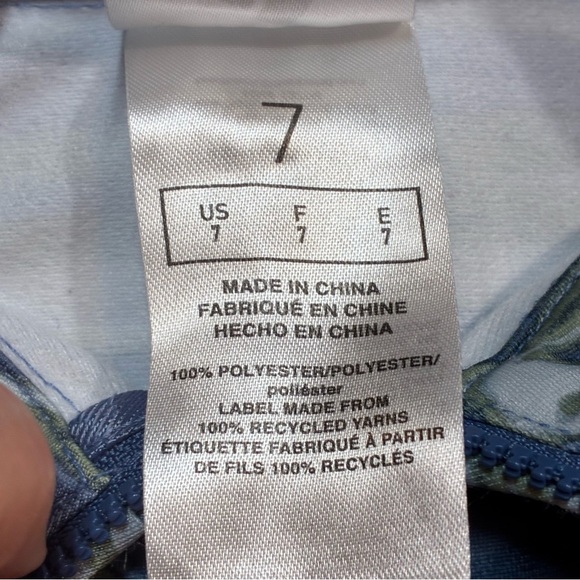 7
US F E
7 7 7
MADE IN CHINA
FABRIQUÉ EN CHINE
HECHO EN CHINA
100% POLYESTER/POLYESTER/
poliéster
LABEL MADE FROM
100% RECYCLED YARNS
ÉTIQUETTE FABRIQUÉ À PARTIR
DE FILS 100% RECYCLÉS